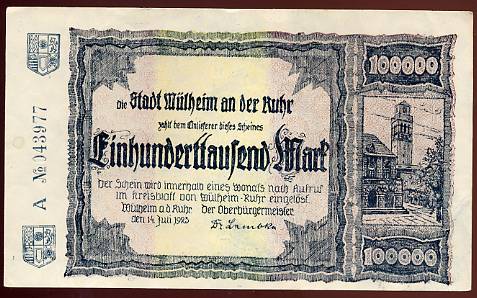 A № 043977
100000
Die Stadt Mülheim an der Ruhr
zahlt dem Einlieferer dieses Scheines
Einhunderttausend Mark
Der Schein wird innerhalb eines Monats nach Aufruf
im Kreisblatt von Mülheim-Ruhr eingelöst.
Mülheim a.d. Ruhr Der Oberbürgermeister
den 14. Juli 1923 Dr. Lembke
100000